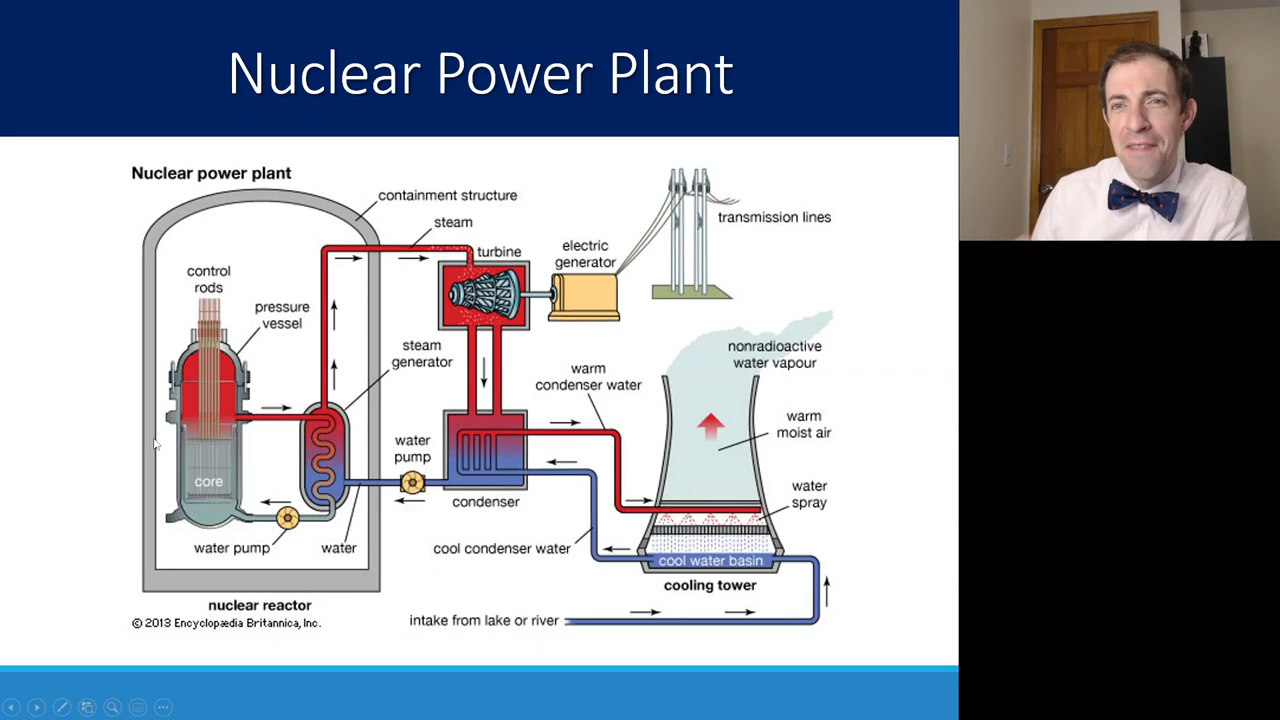 Nuclear Power Plant
Nuclear power plant
containment structure
steam
turbine
electric
generator
transmission lines
control
rods
pressure
vessel
steam
generator
warm
condenser water
nonradioactive
water vapour
warm
moist air
water
pump
core
condenser
water
spray
water pump
water
cool condenser water
cool water basin
cooling tower
nuclear reactor
intake from lake or river
© 2013 Encyclopædia Britannica, Inc.